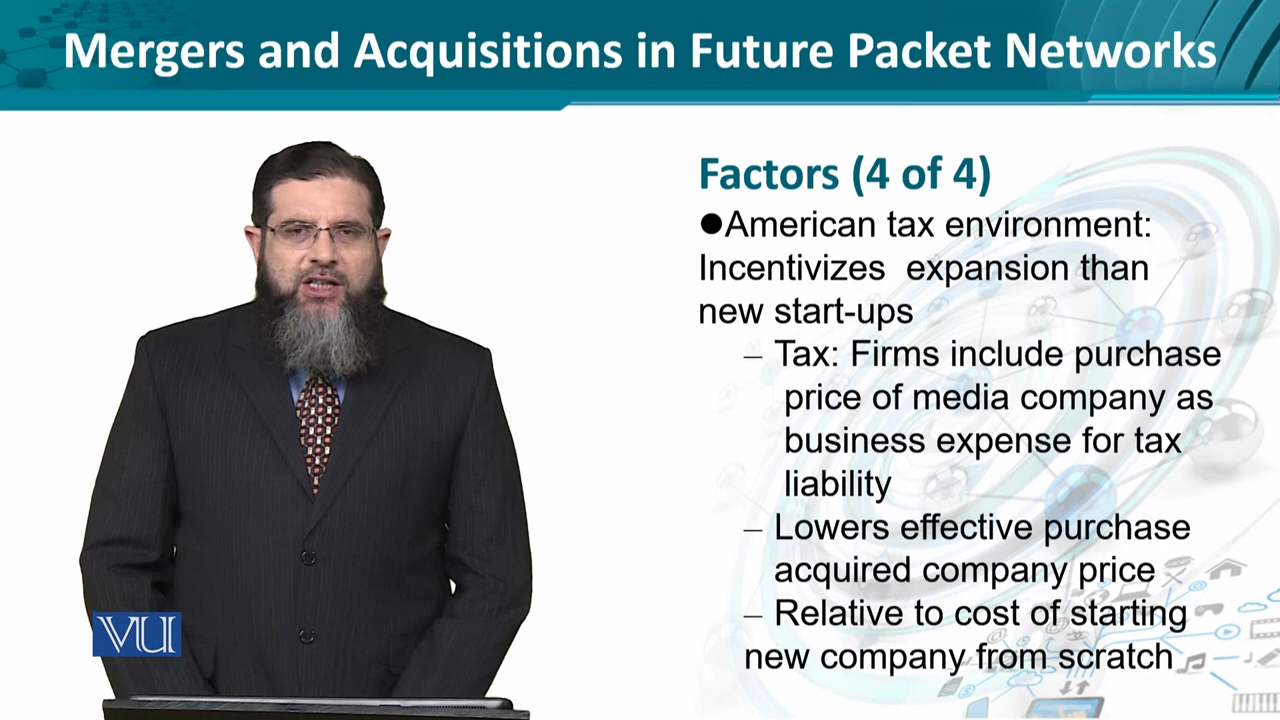 Mergers and Acquisitions in Future Packet Networks
Factors (4 of 4)
●American tax environment:
Incentivizes  expansion than
new start-ups
– Tax: Firms include purchase
price of media company as
business expense for tax
liability
– Lowers effective purchase
acquired company price
– Relative to cost of starting
new company from scratch
VU